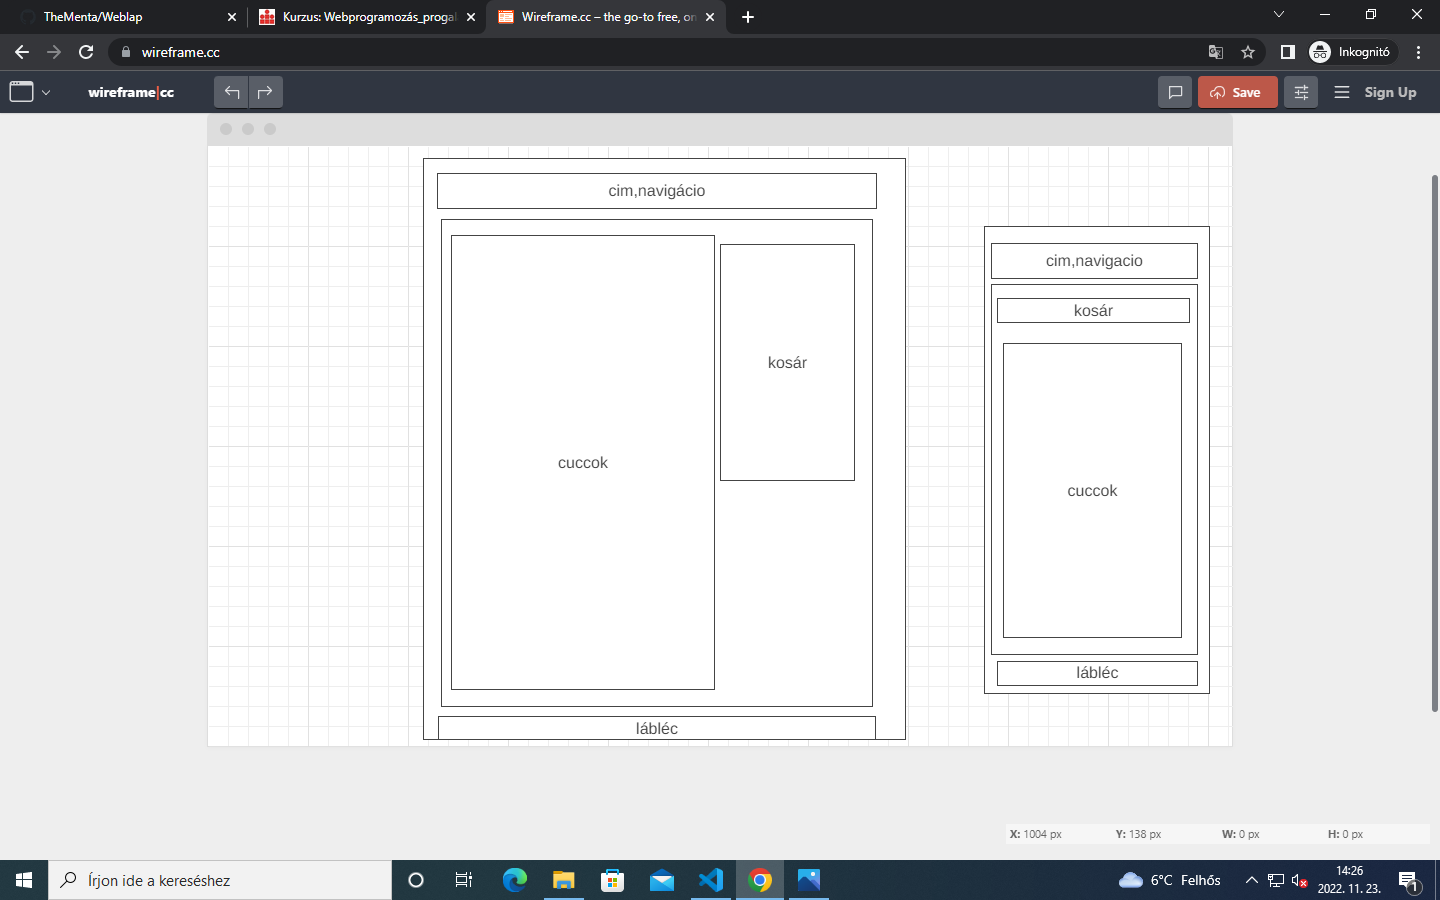 TheMenta/Weblap
Kurzus: Webprogramozás_proga
Wireframe.cc – the go-to free, on
wireframe.cc
Inkognitó
wireframe|cc
Save
Sign Up
cim,navigácio
cuccok
kosár
lábléc
cim,navigacio
kosár
cuccok
lábléc
X: 1004 px Y: 138 px W: 0 px H: 0 px
Írjon ide a kereséshez
6°C Felhős
14:26
2022. 11. 23.
1